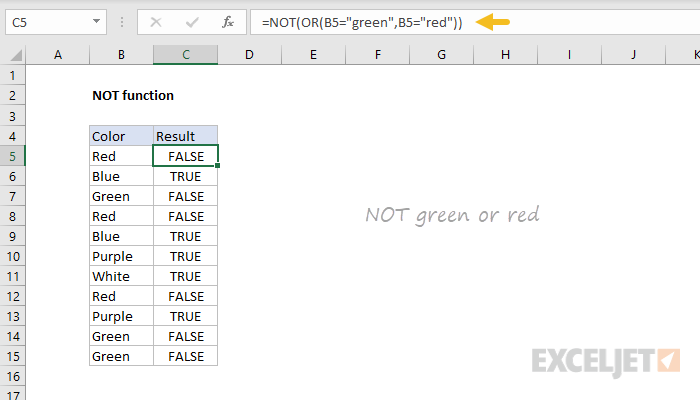 C5 fx =NOT(OR(B5="green",B5="red"))
A B C D E F G H I J K
1
2 NOT function
3
4 Color Result
5 Red FALSE
6 Blue TRUE
7 Green FALSE
8 Red FALSE NOT green or red
9 Blue TRUE
10 Purple TRUE
11 White TRUE
12 Red FALSE
13 Purple TRUE
14 Green FALSE
15 Green FALSE EXCELJET
16
17